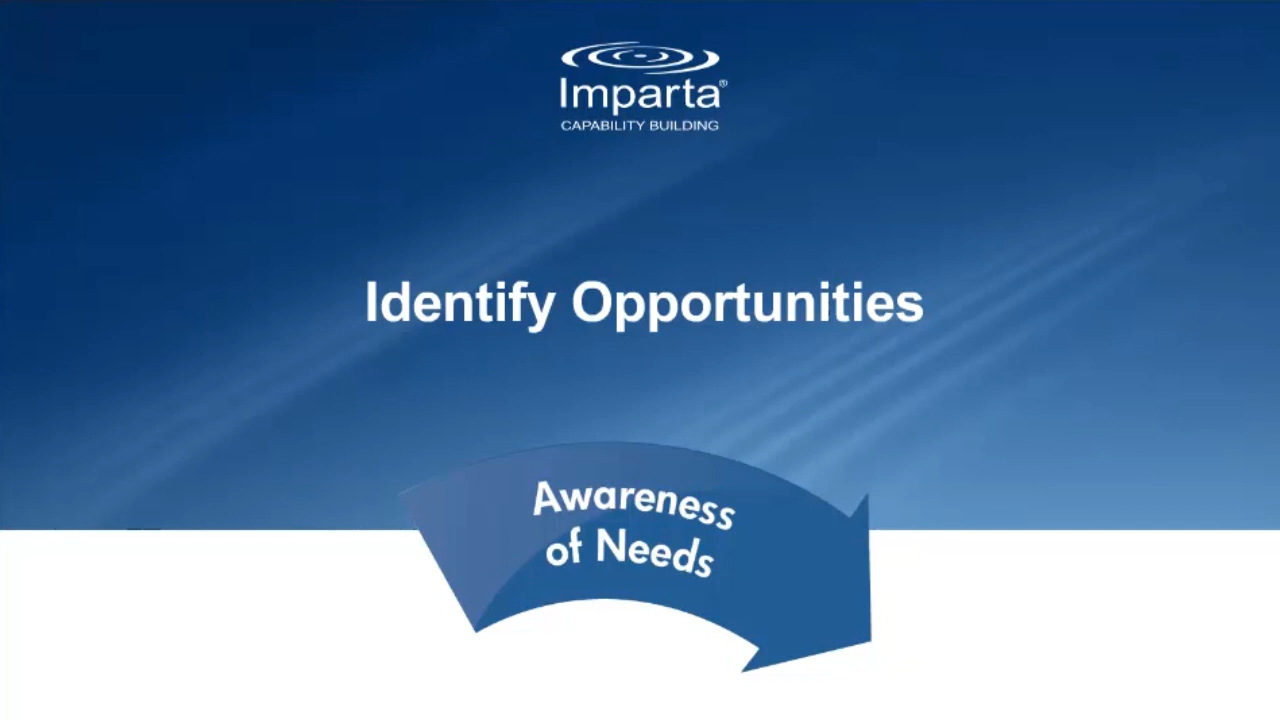 Imparta®
CAPABILITY BUILDING
Identify Opportunities
Awareness
of Needs